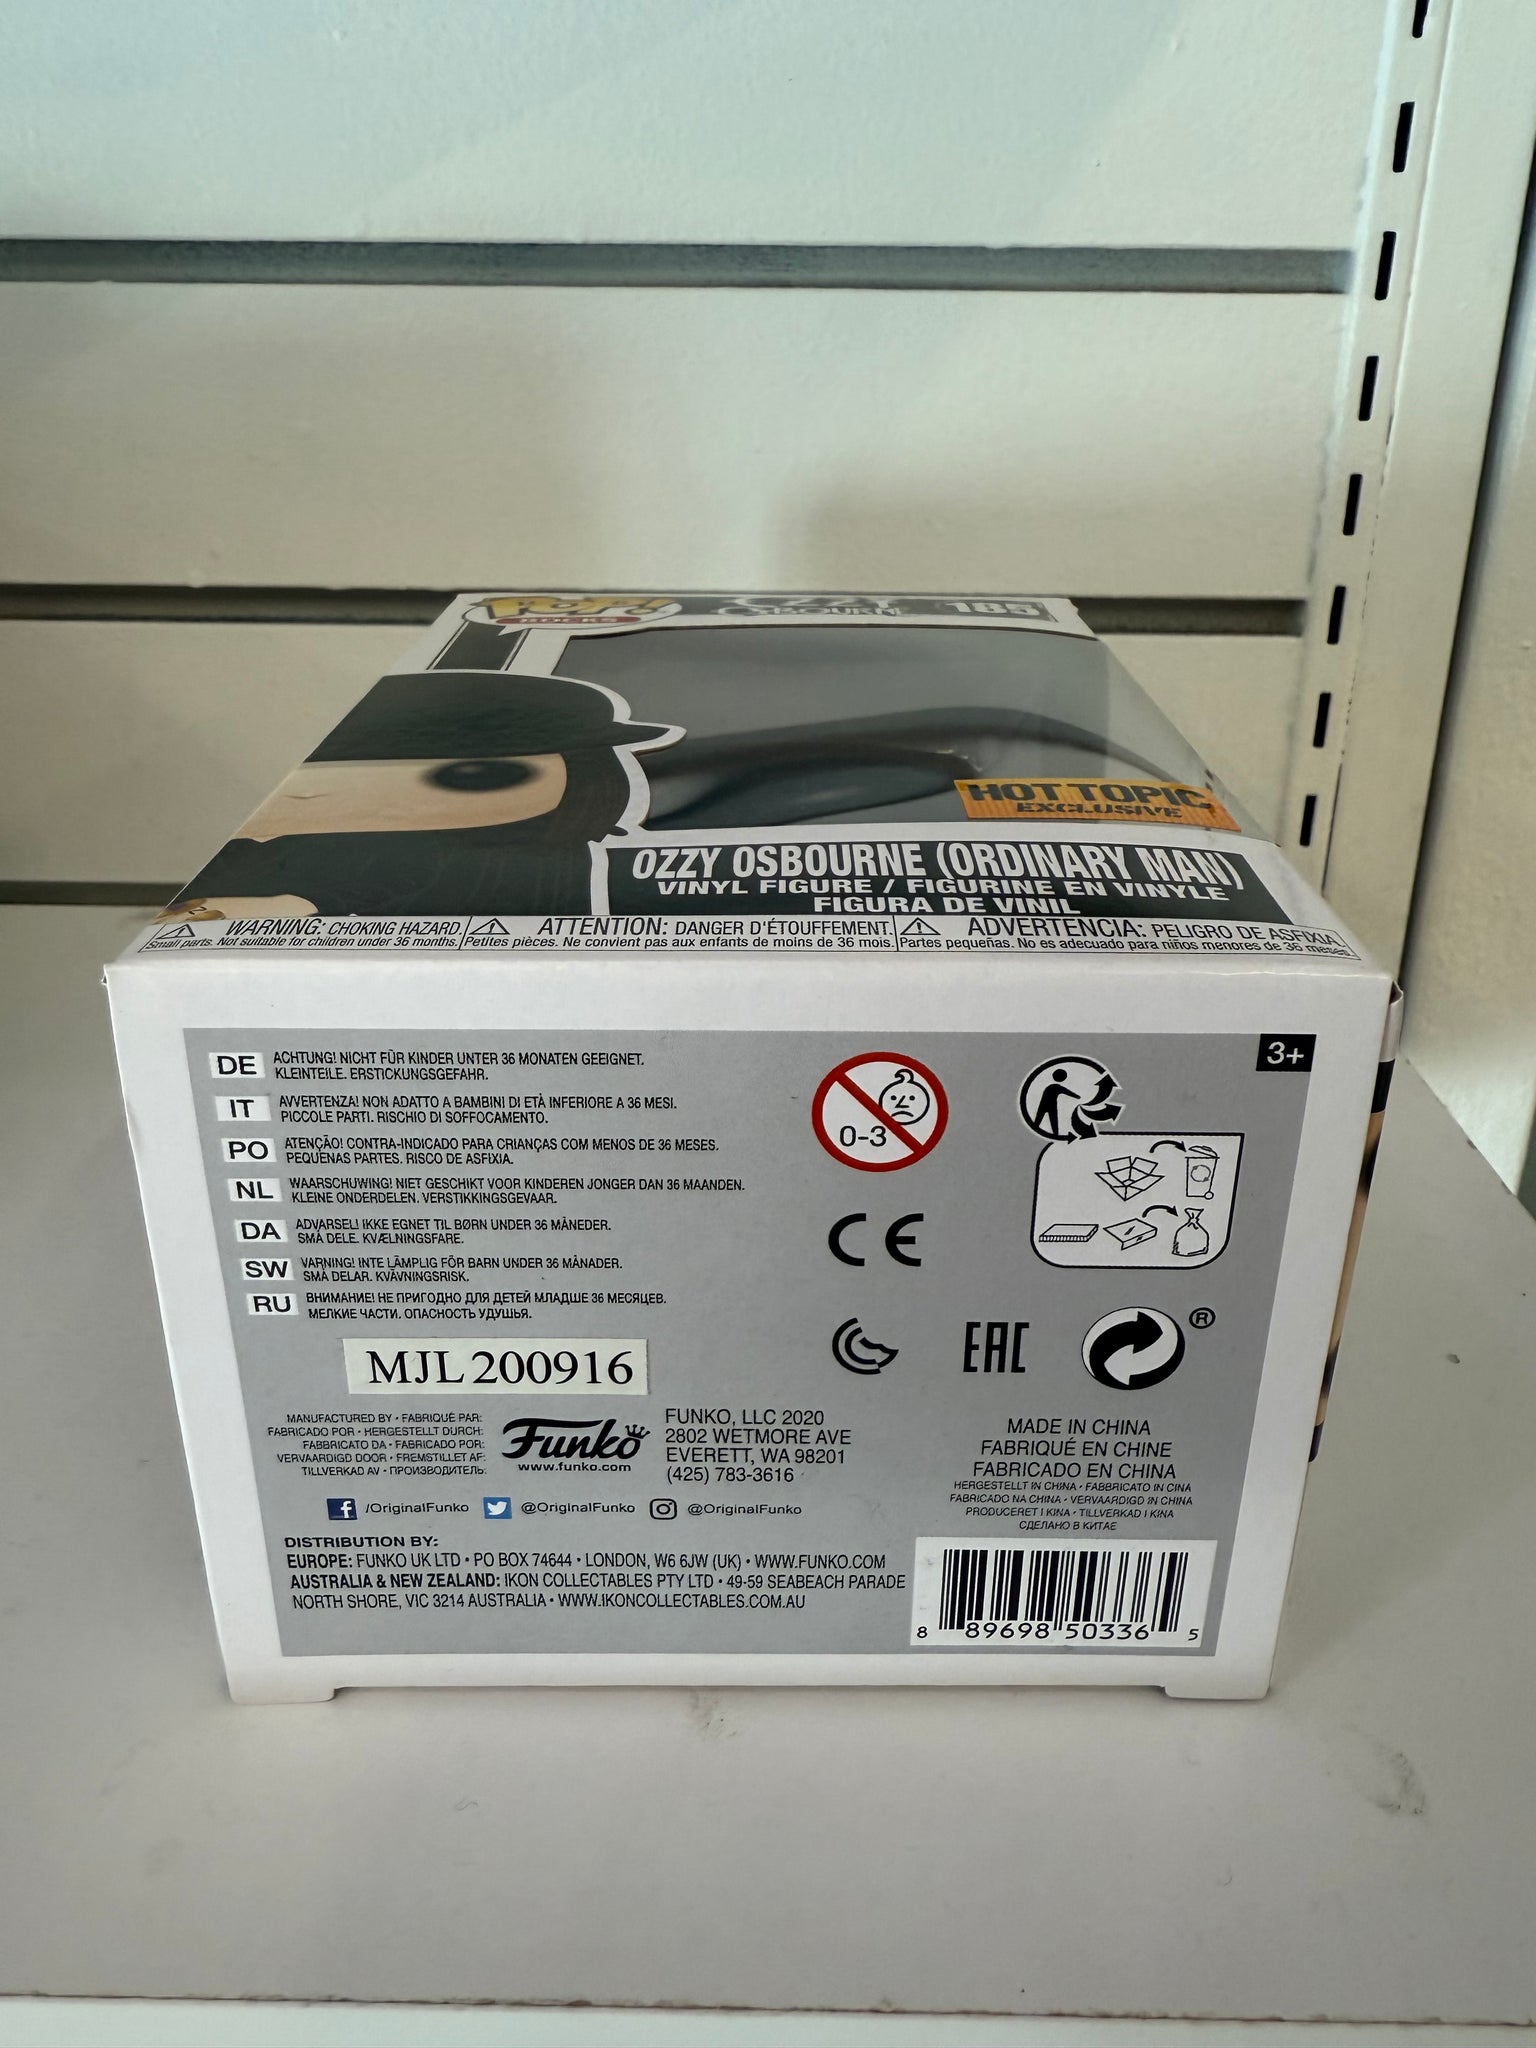 POP!
ROCKS
OZZY
OSBOURNE
185
HOT TOPIC
EXCLUSIVE
OZZY OSBOURNE (ORDINARY MAN)
VINYL FIGURE / FIGURINE EN VINYLE
FIGURA DE VINIL
WARNING: CHOKING HAZARD.
Small parts. Not suitable for children under 36 months.
ATTENTION: DANGER D'ÉTOUFFEMENT.
Petites pièces. Ne convient pas aux enfants de moins de 36 mois.
ADVERTENCIA: PELIGRO DE ASFIXIA.
Partes pequeñas. No es adecuado para niños menores de 36 meses.
3+
DE ACHTUNG! NICHT FÜR KINDER UNTER 36 MONATEN GEEIGNET.
KLEINTEILE. ERSTICKUNGSGEFAHR.
IT AVVERTENZA! NON ADATTO A BAMBINI DI ETÀ INFERIORE A 36 MESI.
PICCOLE PARTI. RISCHIO DI SOFFOCAMENTO.
PO ATENÇÃO! CONTRA-INDICADO PARA CRIANÇAS COM MENOS DE 36 MESES.
PEQUENAS PARTES. RISCO DE ASFIXIA.
NL WAARSCHUWING! NIET GESCHIKT VOOR KINDEREN JONGER DAN 36 MAANDEN.
KLEINE ONDERDELEN. VERSTIKKINGSGEVAAR.
DA ADVARSEL! IKKE EGNET TIL BØRN UNDER 36 MÅNEDER.
SMÅ DELE. KVÆLNINGSFARE.
SW VARNING! INTE LÄMPLIG FÖR BARN UNDER 36 MÅNADER.
SMÅ DELAR. KVÄVNINGSRISK.
RU ВНИМАНИЕ! НЕ ПРИГОДНО ДЛЯ ДЕТЕЙ МЛАДШЕ 36 МЕСЯЦЕВ.
МЕЛКИЕ ЧАСТИ. ОПАСНОСТЬ УДУШЬЯ.
0-3
CE
EAC
®
MJL 200916
MANUFACTURED BY • FABRIQUÉ PAR:
FABRICADO POR • HERGESTELLT DURCH:
FABBRICATO DA • FABRICADO POR:
VERVAARDIGD DOOR • FREMSTILLET AF:
TILLVERKAD AV • ПРОИЗВОДИТЕЛЬ:
Funko
www.funko.com
FUNKO, LLC 2020
2802 WETMORE AVE
EVERETT, WA 98201
(425) 783-3616
MADE IN CHINA
FABRIQUÉ EN CHINE
FABRICADO EN CHINA
HERGESTELLT IN CHINA • FABBRICATO IN CINA
FABRICADO NA CHINA • VERVAARDIGD IN CHINA
PRODUCERET I KINA • TILLVERKAD I KINA
СДЕЛАНО В КИТАЕ
f /OriginalFunko @OriginalFunko @OriginalFunko
DISTRIBUTION BY:
EUROPE: FUNKO UK LTD • PO BOX 74644 • LONDON, W6 6JW (UK) • WWW.FUNKO.COM
AUSTRALIA & NEW ZEALAND: IKON COLLECTABLES PTY LTD • 49-59 SEABEACH PARADE
NORTH SHORE, VIC 3214 AUSTRALIA • WWW.IKONCOLLECTABLES.COM.AU
8 89698 50336 5